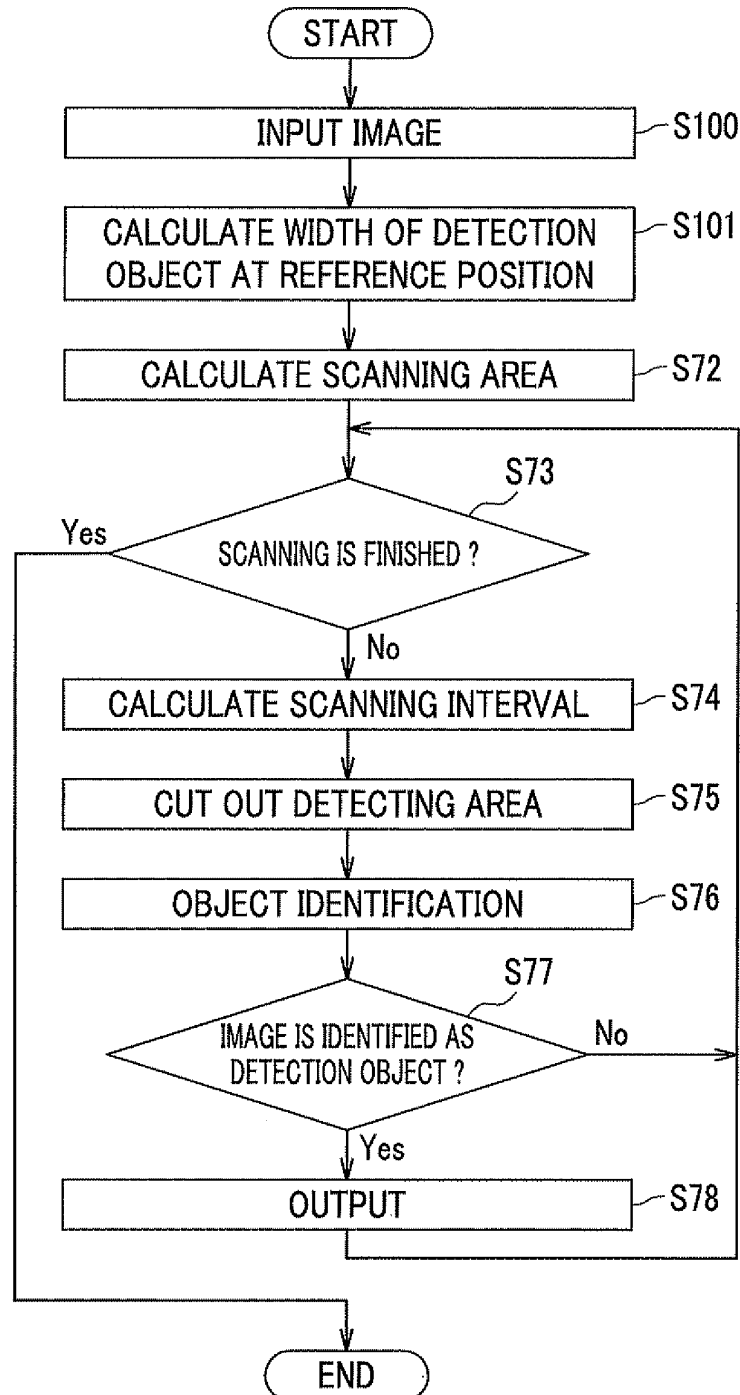 START
INPUT IMAGE
S100
CALCULATE WIDTH OF DETECTION
OBJECT AT REFERENCE POSITION
S101
CALCULATE SCANNING AREA
S72
S73
Yes
SCANNING IS FINISHED ?
No
CALCULATE SCANNING INTERVAL
S74
CUT OUT DETECTING AREA
S75
OBJECT IDENTIFICATION
S76
S77
IMAGE IS IDENTIFIED AS
DETECTION OBJECT ?
No
Yes
OUTPUT
S78
END